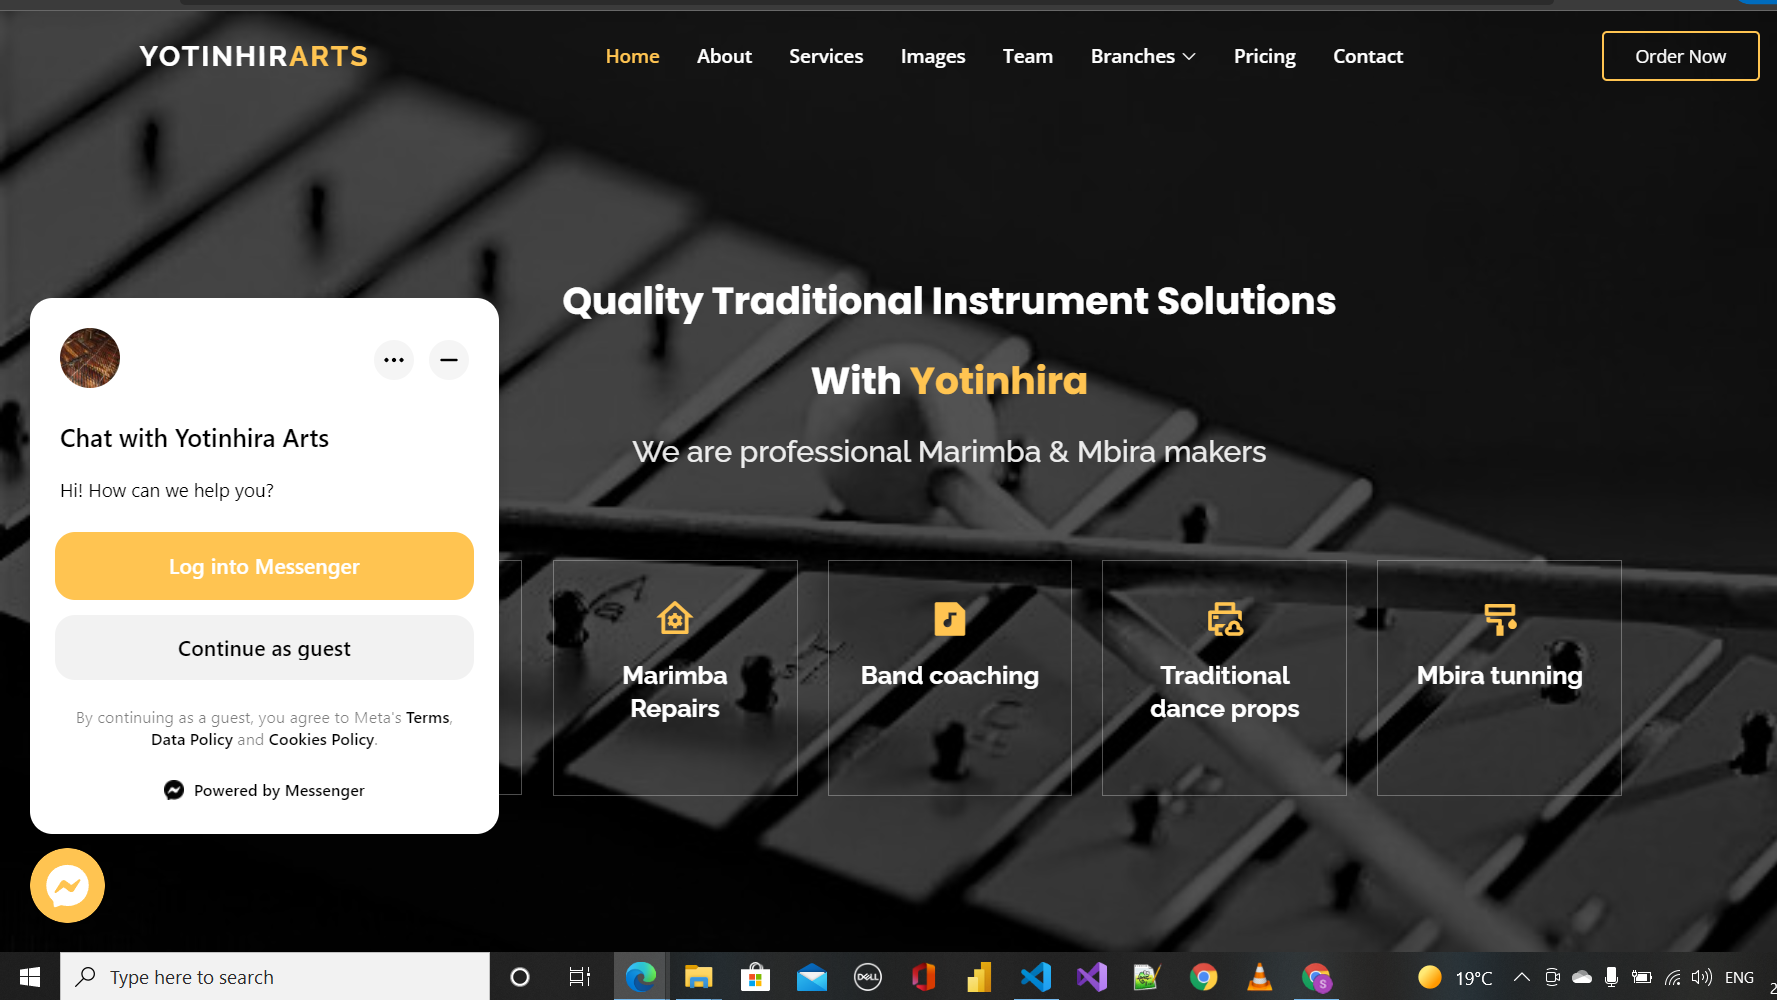 YOTINHIRARTS
Home About Services Images Team Branches Pricing Contact
Order Now
Quality Traditional Instrument Solutions
With Yotinhira
We are professional Marimba & Mbira makers
Chat with Yotinhira Arts
Hi! How can we help you?
Log into Messenger
Continue as guest
By continuing as a guest, you agree to Meta's Terms,
Data Policy and Cookies Policy.
Powered by Messenger
Marimba
Repairs
Band coaching
Traditional
dance props
Mbira tunning
Type here to search
DELL
S
19°C
ENG
2